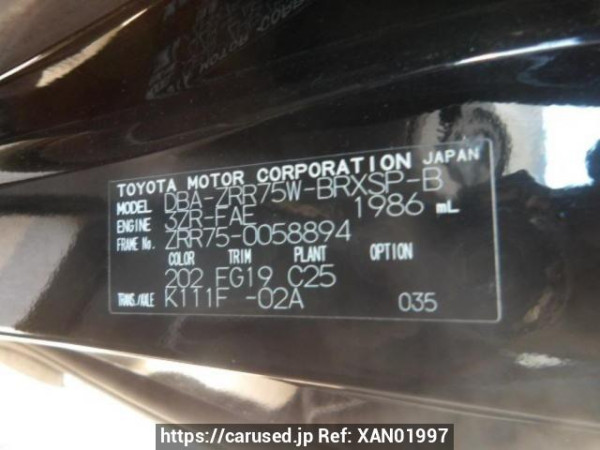 TOYOTA MOTOR CORPORATION JAPAN
MODEL DBA-ZRR75W-BRXSP-B
ENGINE 3ZR-FAE 1986 mL
FRAME No. ZRR75-0058894
COLOR TRIM PLANT OPTION
202 FG19 C25
TRANS./AXLE K111F -02A 035
https://carused.jp Ref: XAN01997